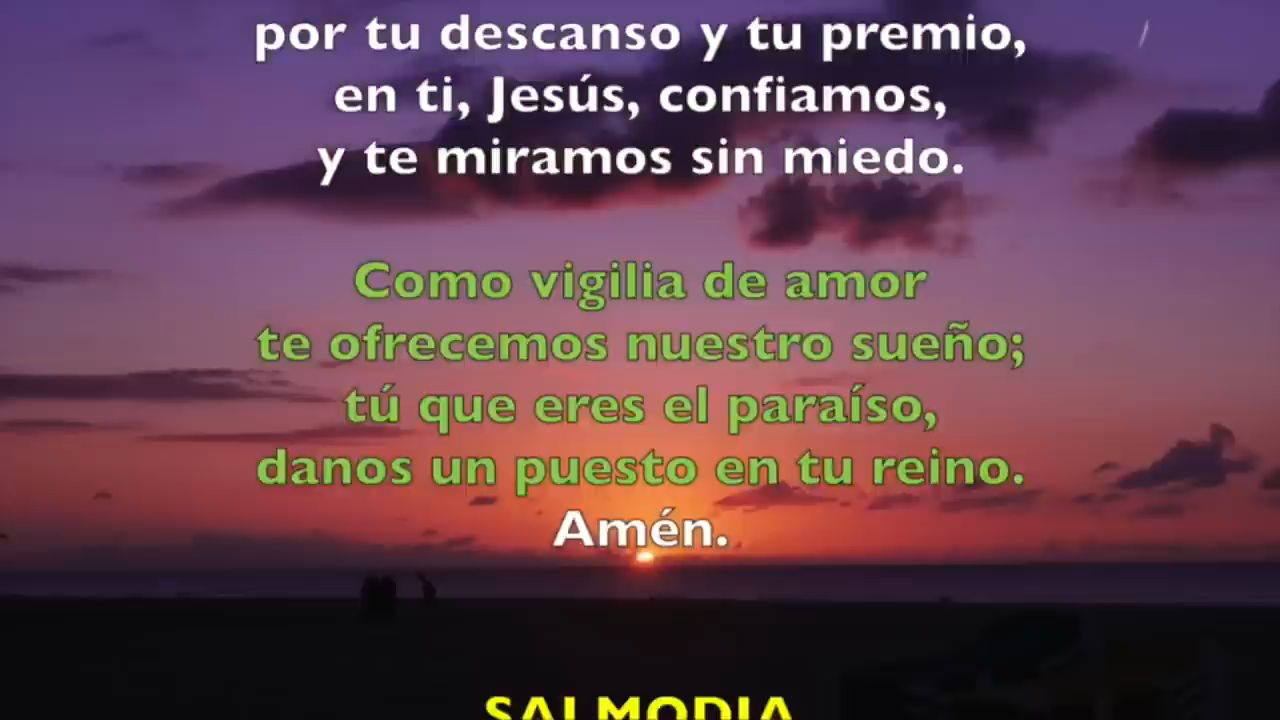 por tu descanso y tu premio,
en ti, Jesús, confiamos,
y te miramos sin miedo.
Como vigilia de amor
te ofrecemos nuestro sueño;
tú que eres el paraíso,
danos un puesto en tu reino.
Amén.
SALMODIA